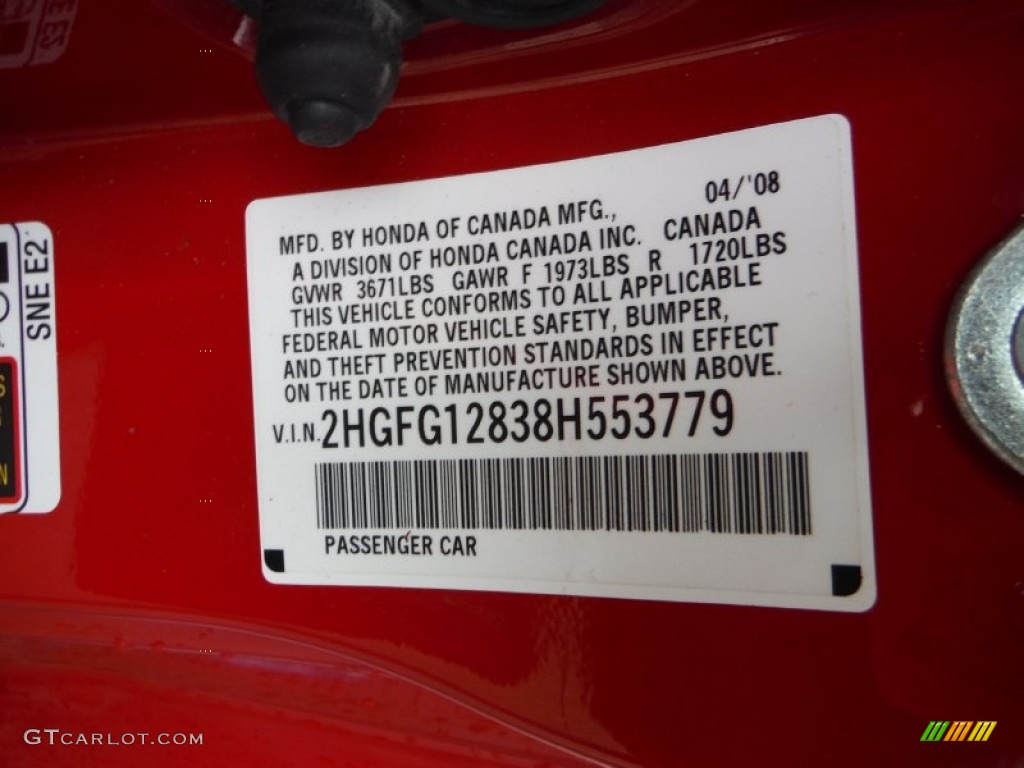 04/'08
MFD. BY HONDA OF CANADA MFG.,
A DIVISION OF HONDA CANADA INC. CANADA
GVWR 3671LBS GAWR F 1973LBS R 1720LBS
THIS VEHICLE CONFORMS TO ALL APPLICABLE
FEDERAL MOTOR VEHICLE SAFETY, BUMPER,
AND THEFT PREVENTION STANDARDS IN EFFECT
ON THE DATE OF MANUFACTURE SHOWN ABOVE.
V.I.N. 2HGFG12838H553779
PASSENGER CAR
SNE E2
GTCARLOT.COM